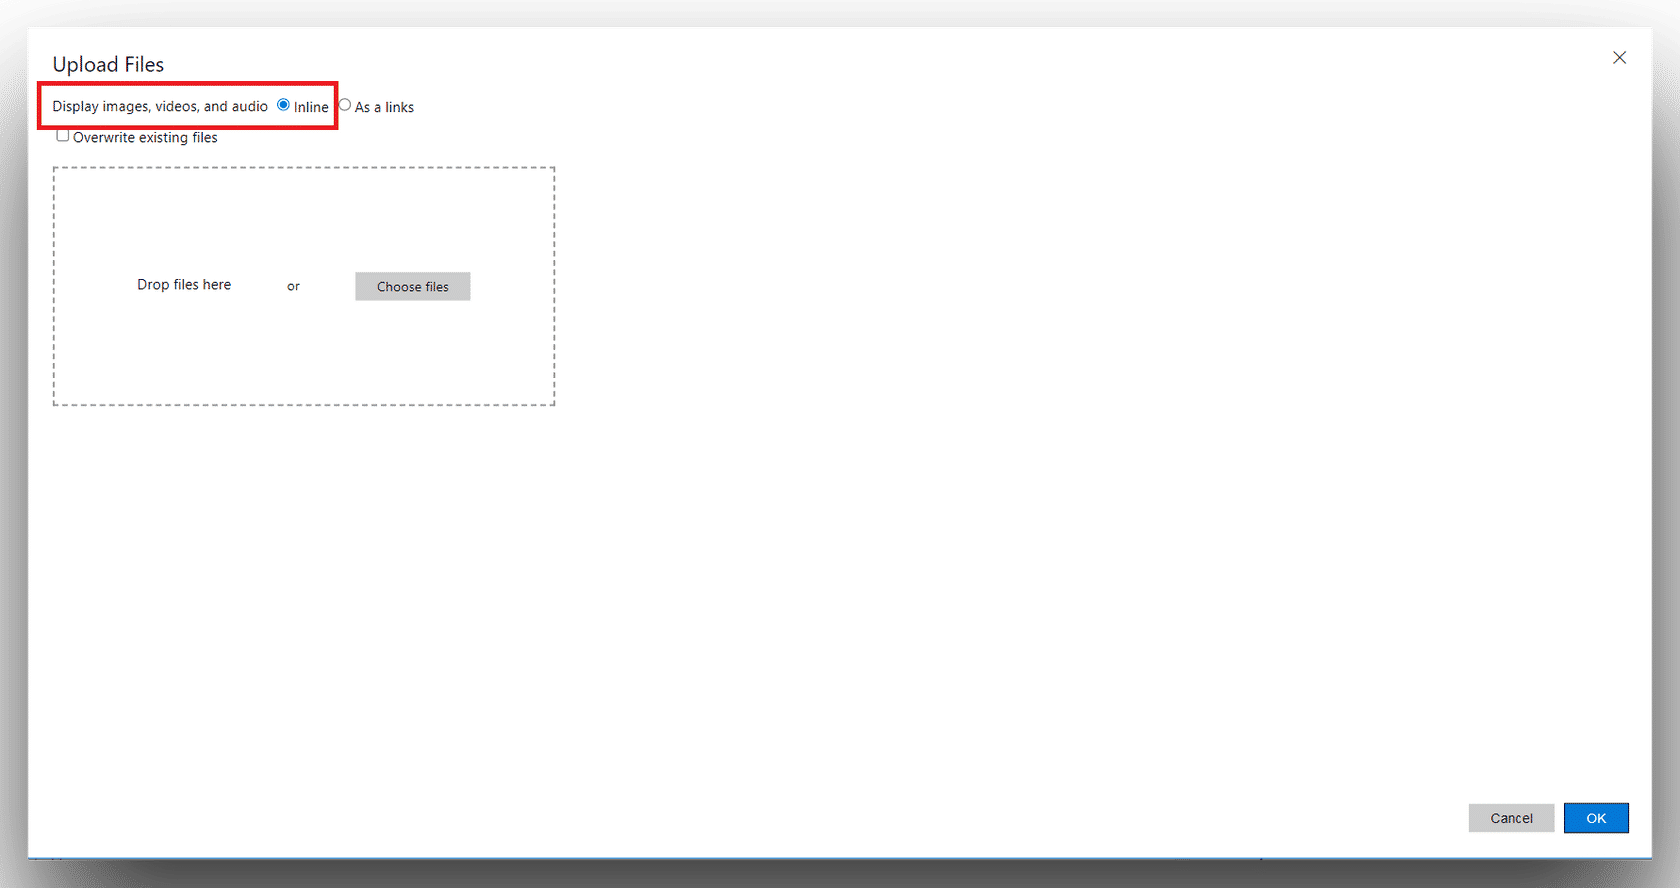 Upload Files
Display images, videos, and audio Inline As a links
Overwrite existing files
Drop files here or Choose files
Cancel OK